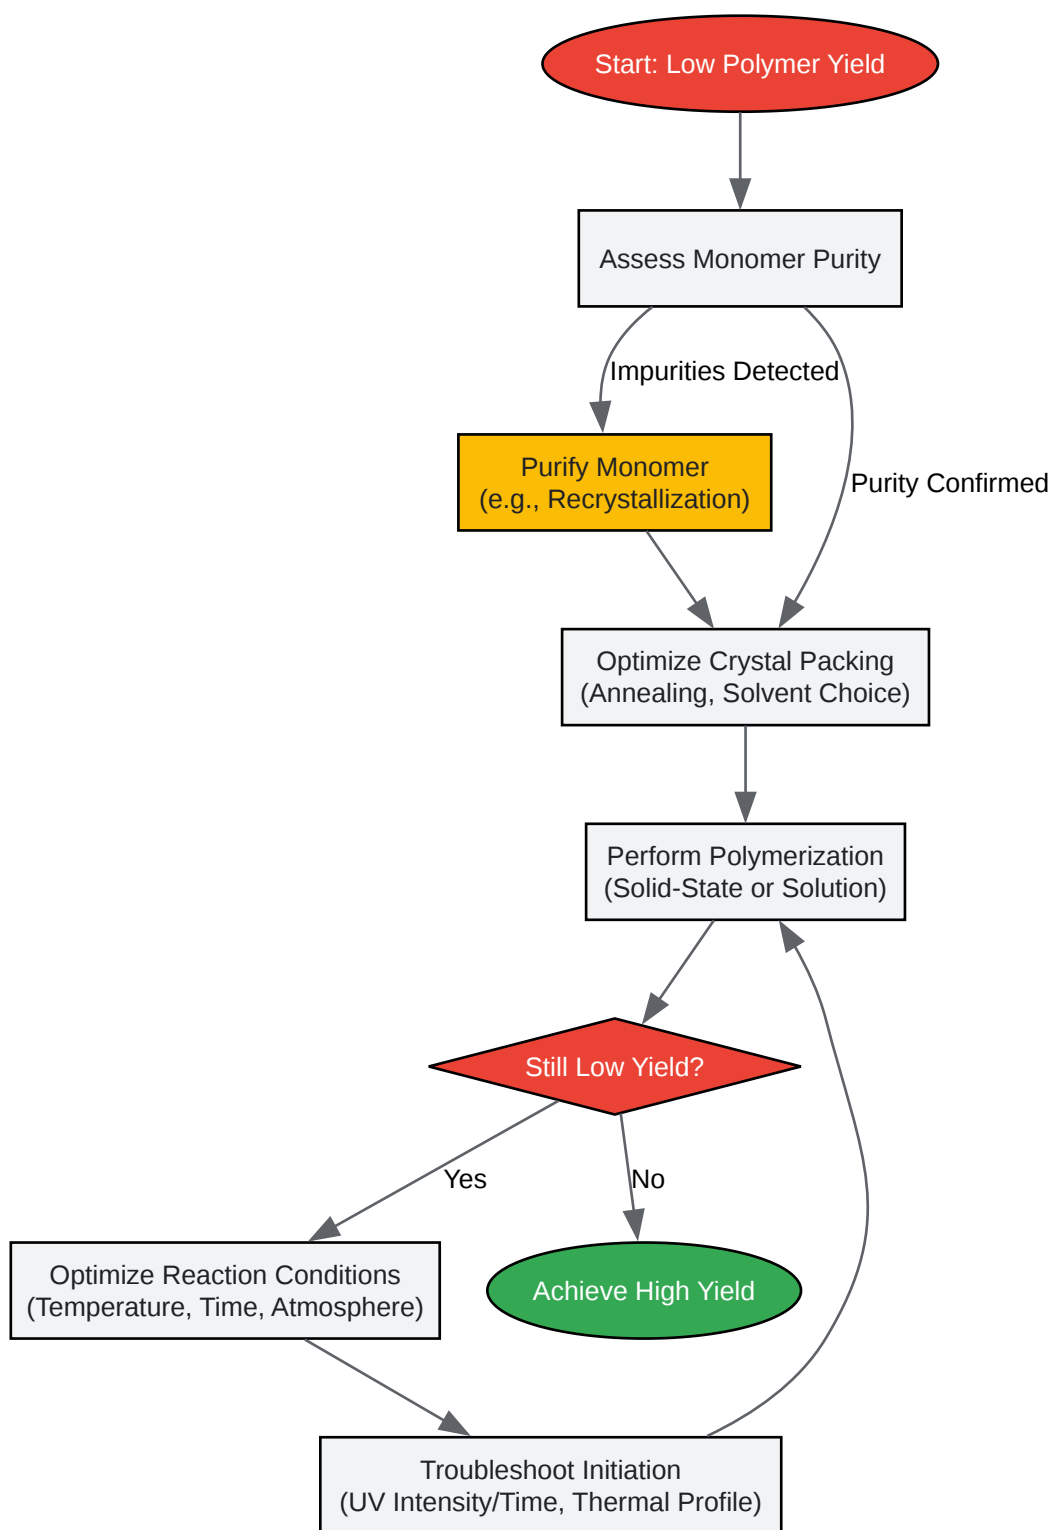 Start: Low Polymer Yield
Assess Monomer Purity
Impurities Detected
Purify Monomer
(e.g., Recrystallization)
Purity Confirmed
Optimize Crystal Packing
(Annealing, Solvent Choice)
Perform Polymerization
(Solid-State or Solution)
Still Low Yield?
Yes
No
Optimize Reaction Conditions
(Temperature, Time, Atmosphere)
Achieve High Yield
Troubleshoot Initiation
(UV Intensity/Time, Thermal Profile)